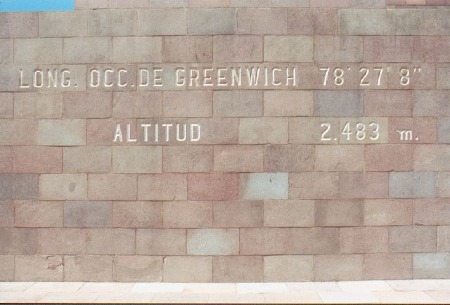 LONG. OCC. DE GREENWICH 78° 27' 8"
ALTITUD 2.483 m.